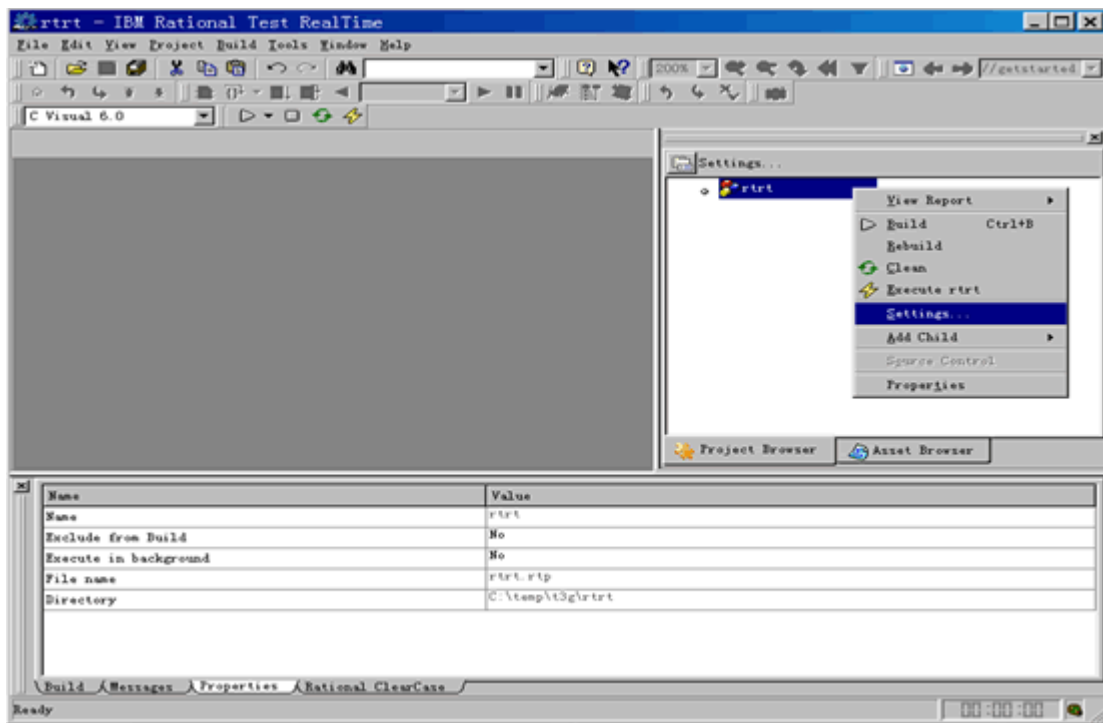 rtrt - IBM Rational Test RealTime
File Edit View Project Build Tools Window Help
200% //getstarted
C Visual 6.0
Settings...
rtrt
View Report
Build Ctrl+B
Rebuild
Clean
Execute rtrt
Settings...
Add Child
Source Control
Properties
Project Browser Asset Browser
Name Value
Name rtrt
Exclude from Build No
Execute in background No
File name rtrt.rtp
Directory C:\temp\t3g\rtrt
Build Messages Properties Rational ClearCase
Ready 00:00:00